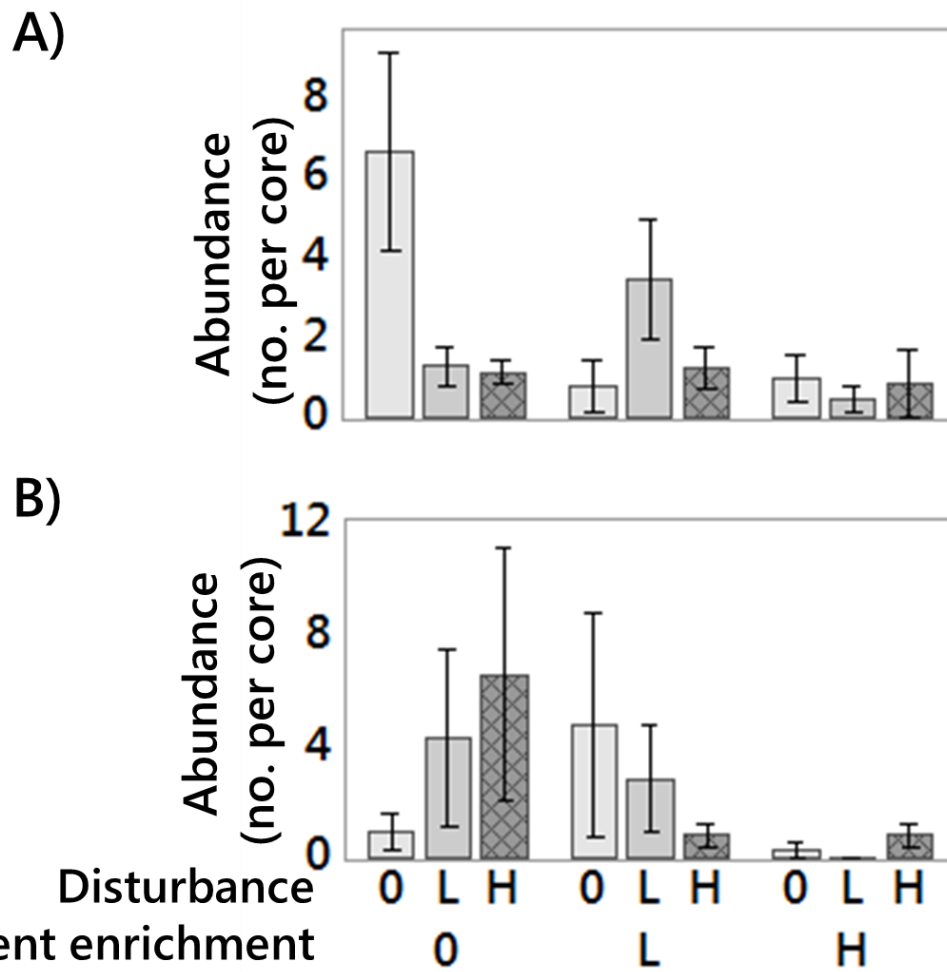 A)
Abundance
(no. per core)
8
6
4
2
0
B)
Abundance
(no. per core)
12
8
4
0
Disturbance 0 L H 0 L H 0 L H
ent enrichment 0 L H